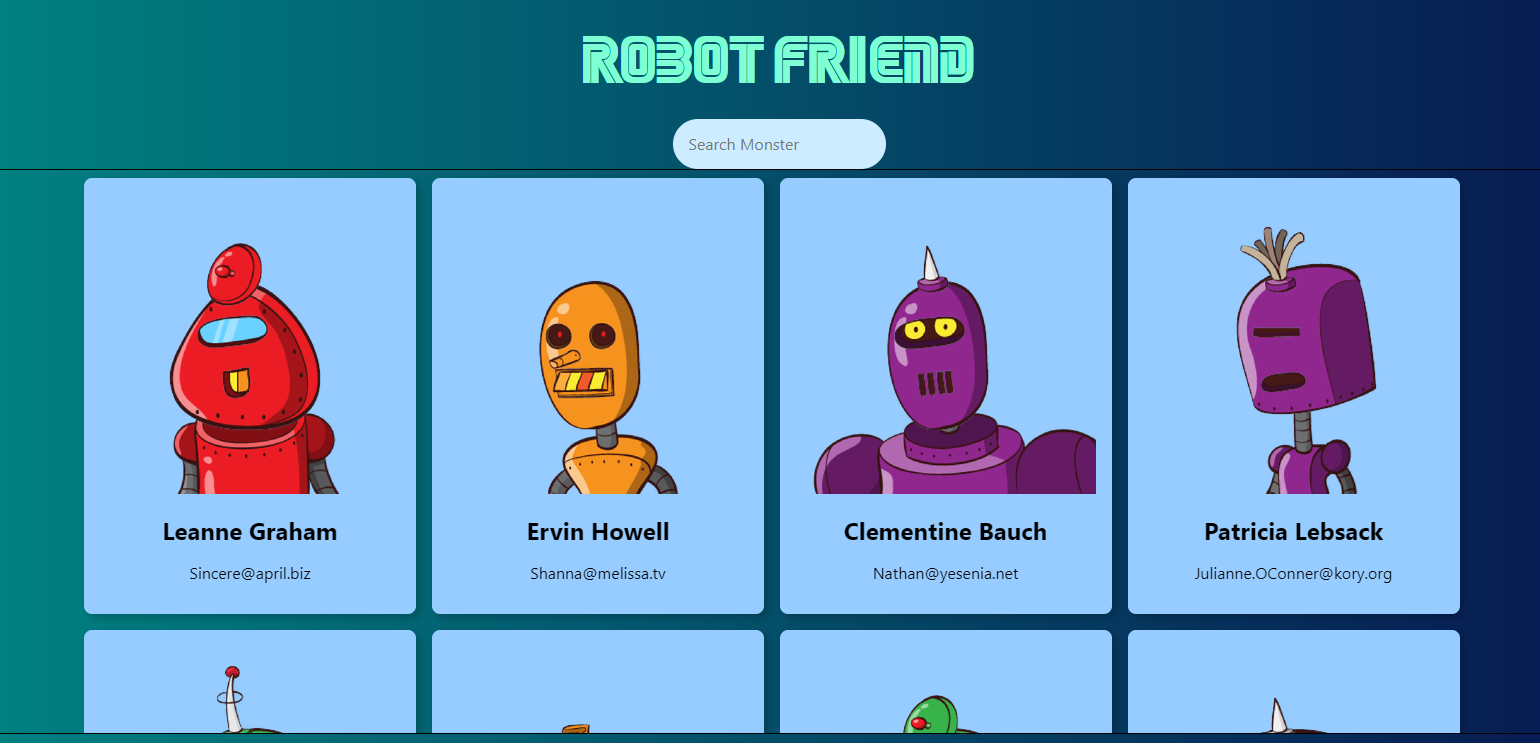 ROBOT FRIEND
Search Monster
Leanne Graham
Sincere@april.biz
Ervin Howell
Shanna@melissa.tv
Clementine Bauch
Nathan@yesenia.net
Patricia Lebsack
Julianne.OConner@kory.org